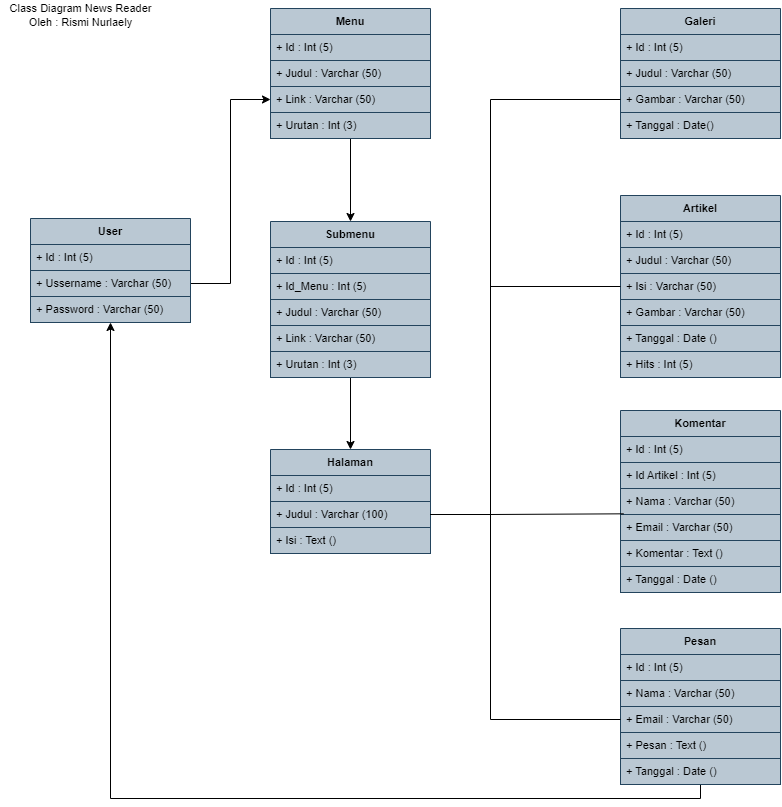 Class Diagram News Reader
Oleh : Rismi Nurlaely
Menu
+ Id : Int (5)
+ Judul : Varchar (50)
+ Link : Varchar (50)
+ Urutan : Int (3)
Galeri
+ Id : Int (5)
+ Judul : Varchar (50)
+ Gambar : Varchar (50)
+ Tanggal : Date()
User
+ Id : Int (5)
+ Ussername : Varchar (50)
+ Password : Varchar (50)
Submenu
+ Id : Int (5)
+ Id_Menu : Int (5)
+ Judul : Varchar (50)
+ Link : Varchar (50)
+ Urutan : Int (3)
Artikel
+ Id : Int (5)
+ Judul : Varchar (50)
+ Isi : Varchar (50)
+ Gambar : Varchar (50)
+ Tanggal : Date ()
+ Hits : Int (5)
Halaman
+ Id : Int (5)
+ Judul : Varchar (100)
+ Isi : Text ()
Komentar
+ Id : Int (5)
+ Id Artikel : Int (5)
+ Nama : Varchar (50)
+ Email : Varchar (50)
+ Komentar : Text ()
+ Tanggal : Date ()
Pesan
+ Id : Int (5)
+ Nama : Varchar (50)
+ Email : Varchar (50)
+ Pesan : Text ()
+ Tanggal : Date ()